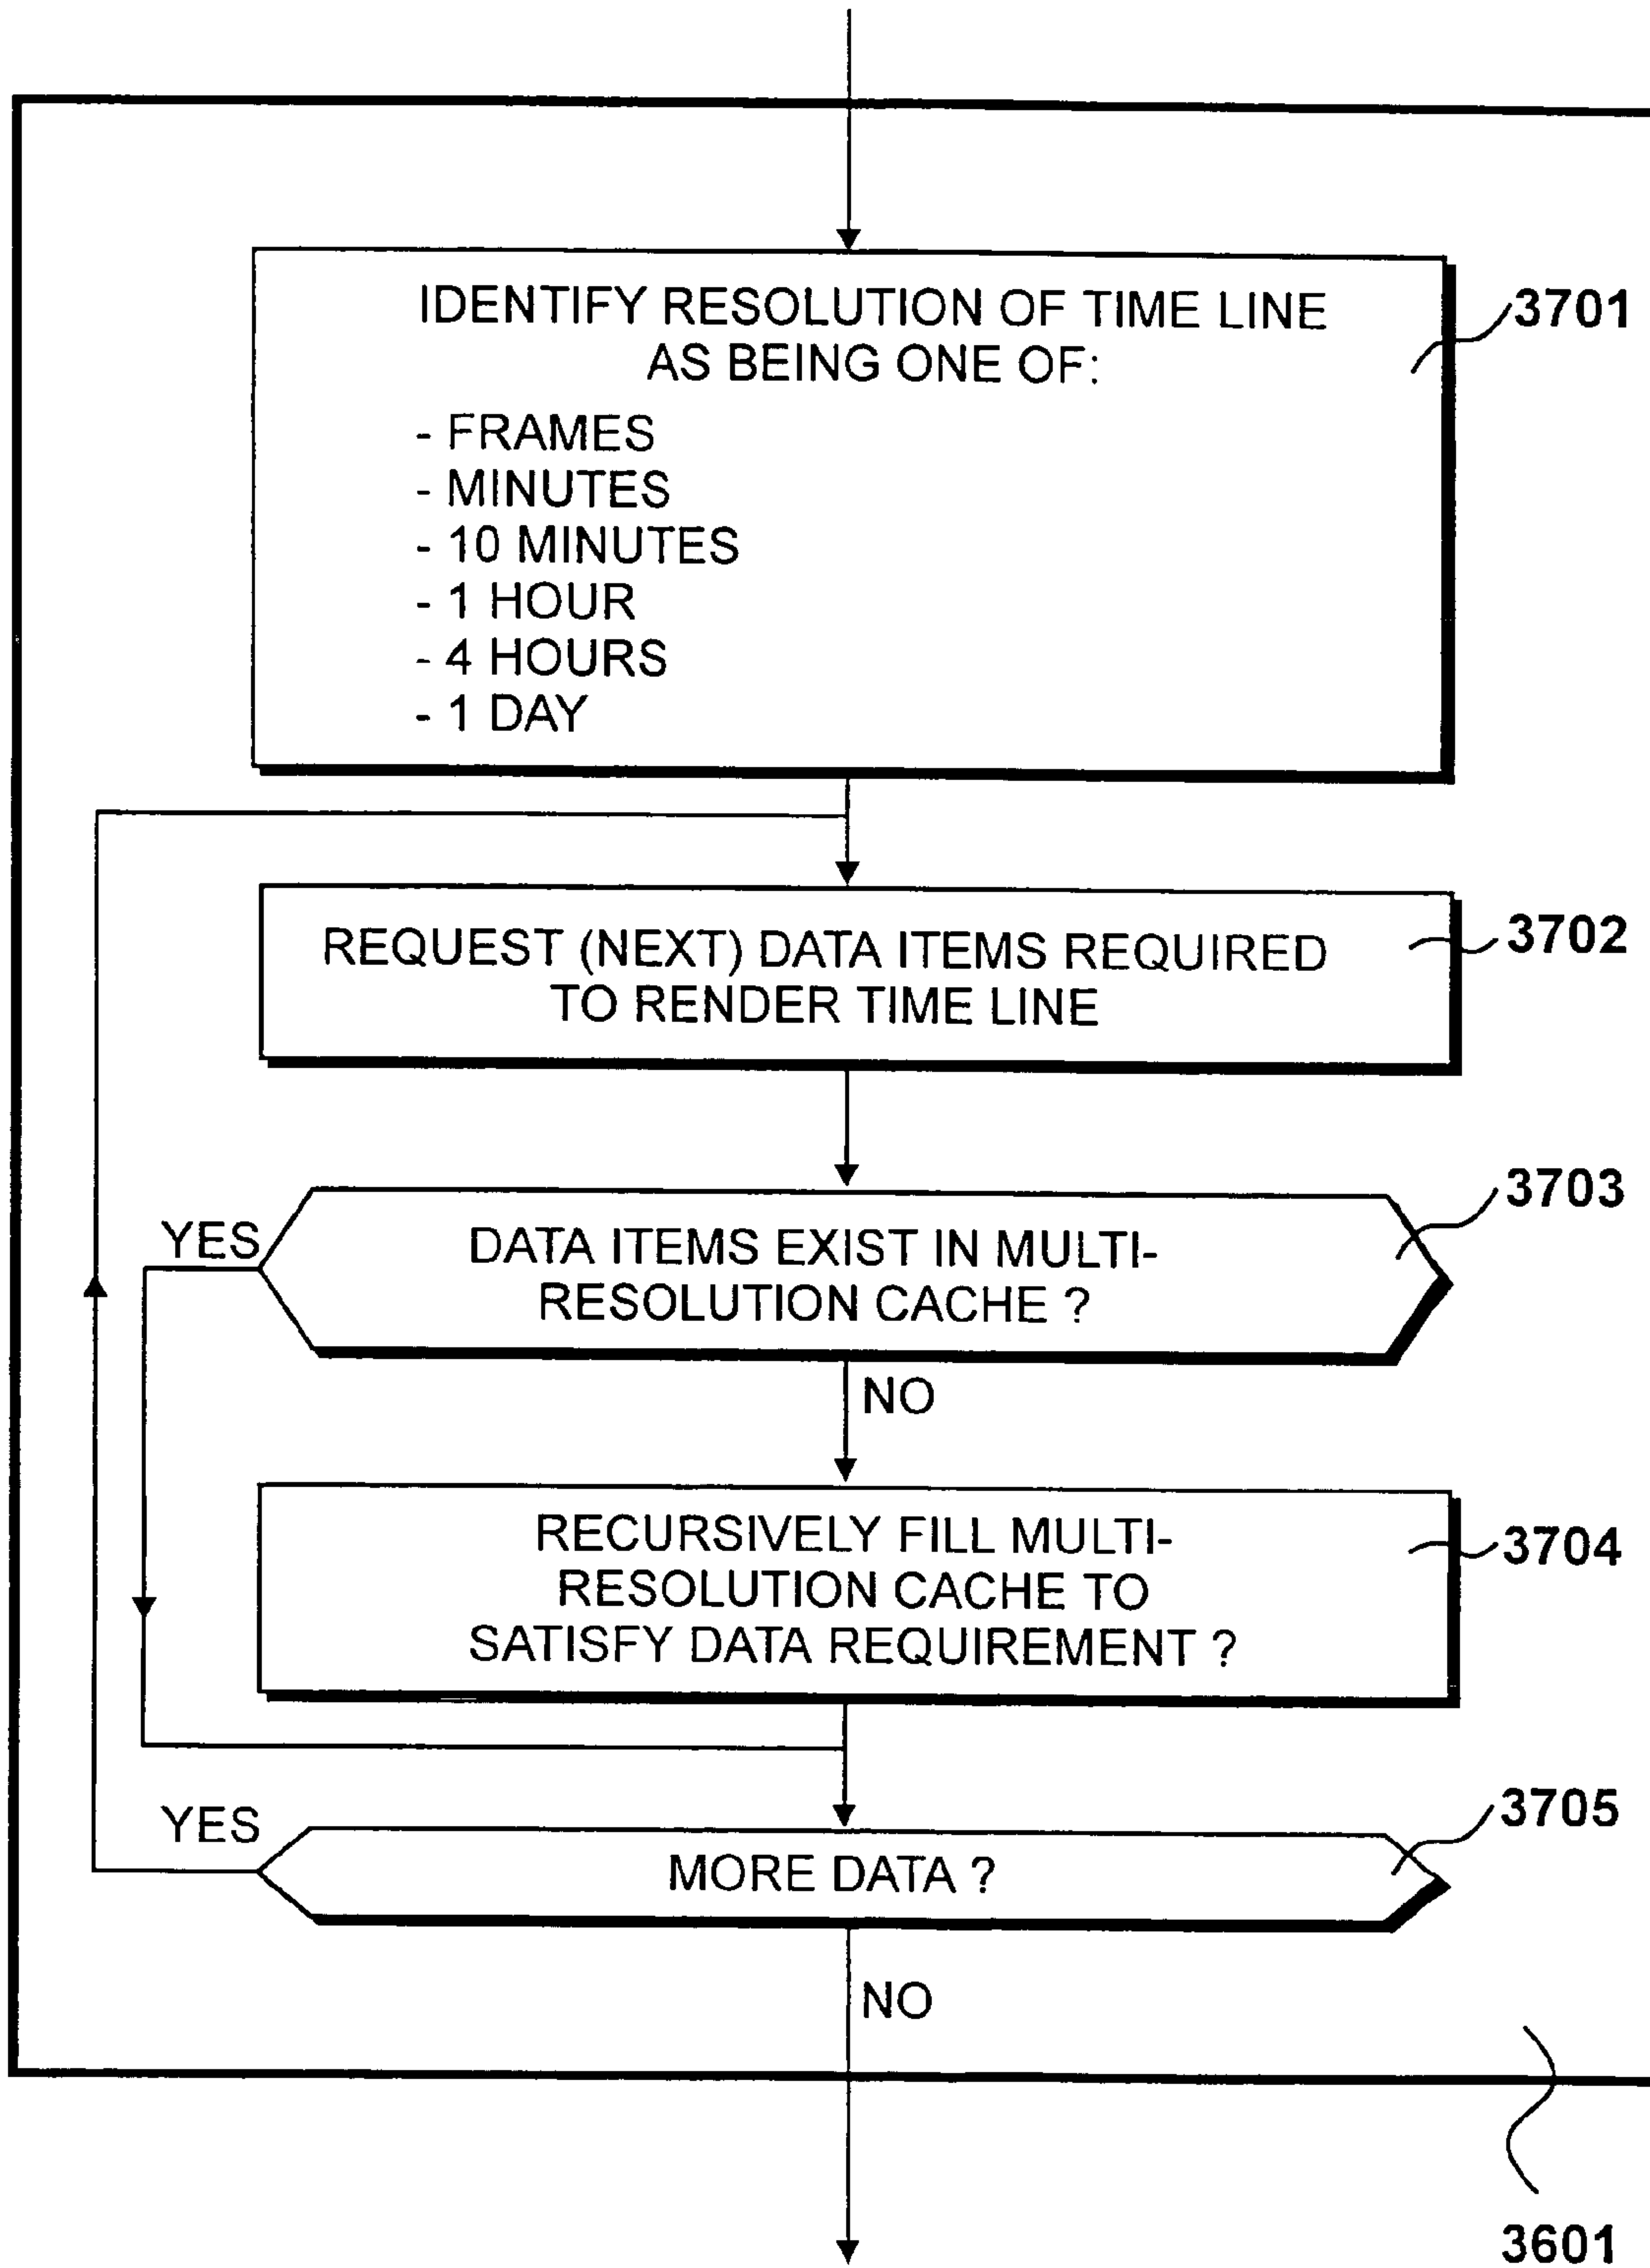 IDENTIFY RESOLUTION OF TIME LINE
AS BEING ONE OF:
- FRAMES
- MINUTES
- 10 MINUTES
- 1 HOUR
- 4 HOURS
- 1 DAY
3701
REQUEST (NEXT) DATA ITEMS REQUIRED
TO RENDER TIME LINE
3702
YES
DATA ITEMS EXIST IN MULTI-
RESOLUTION CACHE ?
3703
NO
RECURSIVELY FILL MULTI-
RESOLUTION CACHE TO
SATISFY DATA REQUIREMENT ?
3704
YES
MORE DATA ?
3705
NO
3601